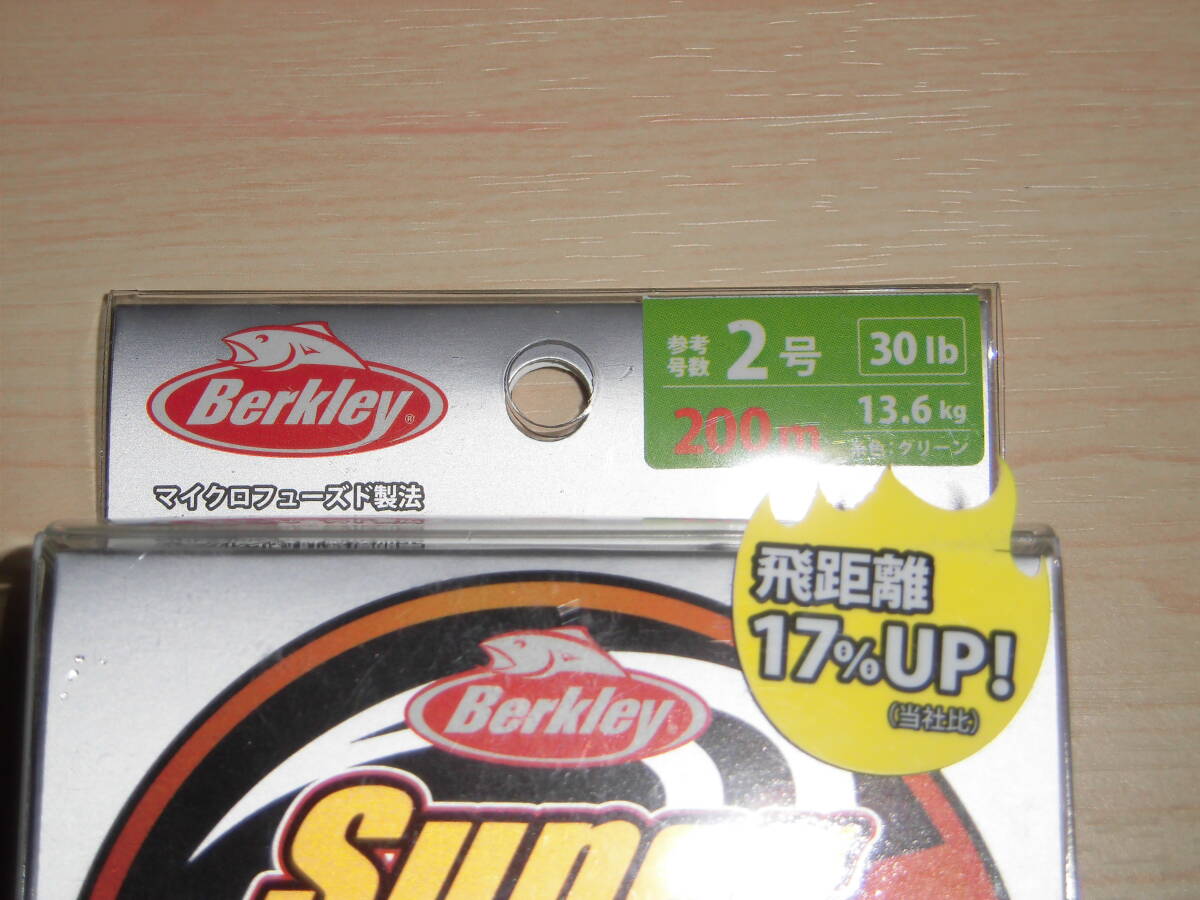 Berkley®
マイクロフューズド製法
参考
号数
2号
30 lb
200m
13.6 kg
糸色:グリーン
飛距離
17%UP!
(当社比)
Berkley
Super